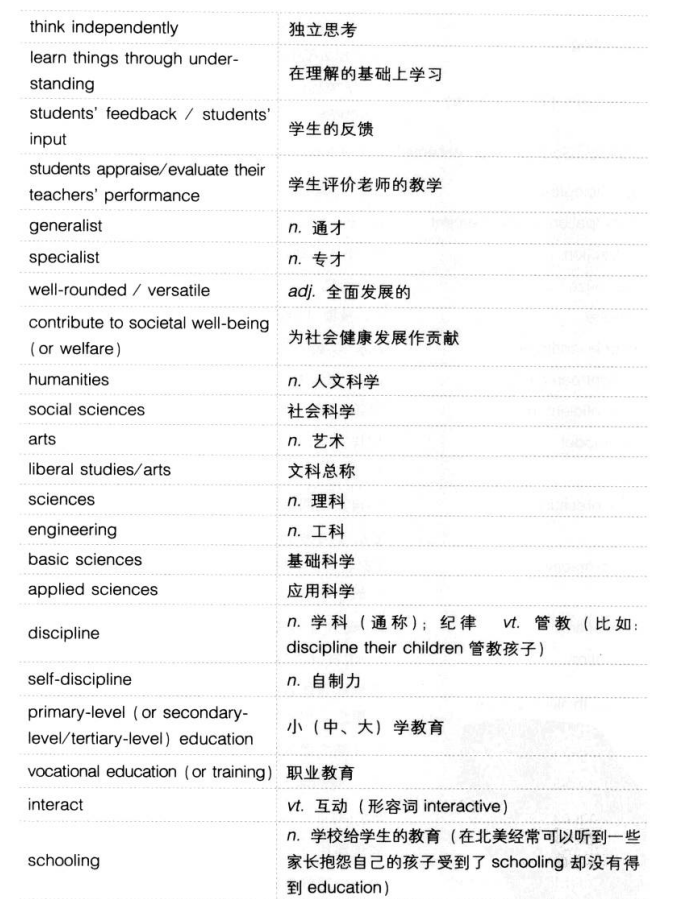 think independently 独立思考
learn things through under-
standing
在理解的基础上学习
students' feedback / students'
input
学生的反馈
students appraise/evaluate their
teachers' performance
学生评价老师的教学
generalist n. 通才
specialist n. 专才
well-rounded / versatile adj. 全面发展的
contribute to societal well-being
(or welfare)
为社会健康发展作贡献
humanities n. 人文科学
social sciences 社会科学
arts n. 艺术
liberal studies/arts 文科总称
sciences n. 理科
engineering n. 工科
basic sciences 基础科学
applied sciences 应用科学
discipline
n. 学科（通称）；纪律 vt. 管教（比如：
discipline their children 管教孩子）
self-discipline n. 自制力
primary-level (or secondary-
level/tertiary-level) education
小（中、大）学教育
vocational education (or training) 职业教育
interact vt. 互动（形容词 interactive）
schooling
n. 学校给学生的教育（在北美经常可以听到一些
家长抱怨自己的孩子受到了 schooling 却没有得
到 education）